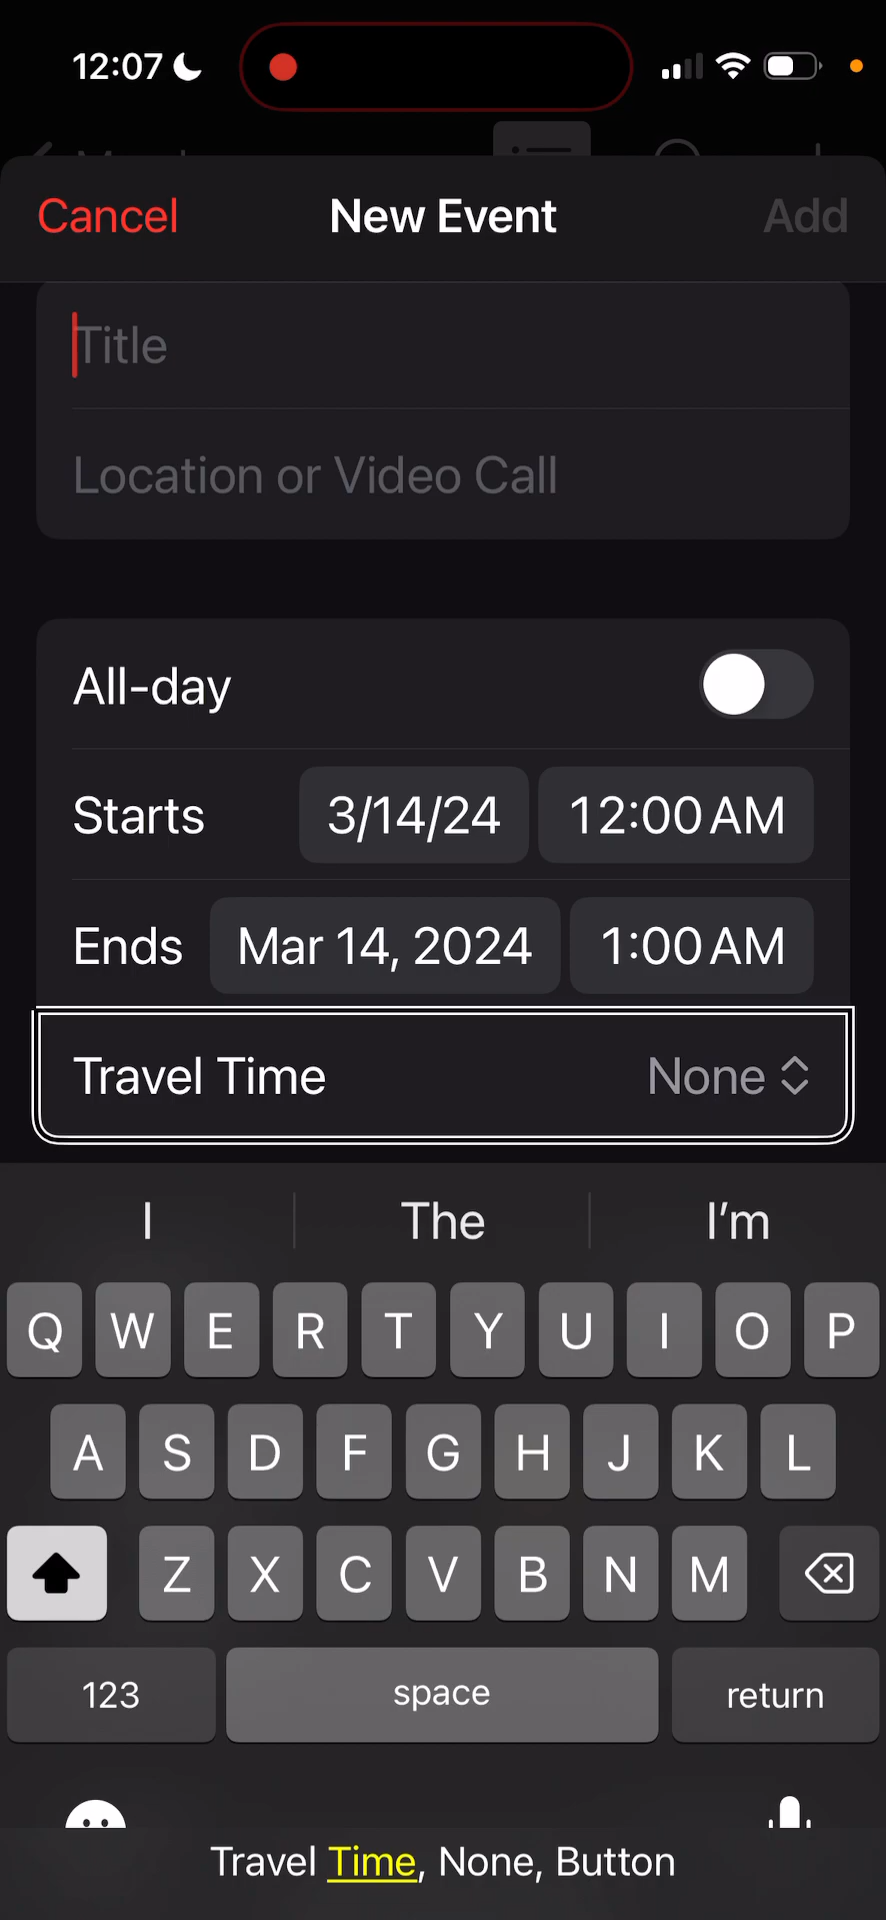 12:07
Cancel New Event Add
Title
Location or Video Call
All-day
Starts 3/14/24 12:00 AM
Ends Mar 14, 2024 1:00 AM
Travel Time None
I The I’m
Q W E R T Y U I O P
A S D F G H J K L
Z X C V B N M
123 space return
Travel Time, None, Button